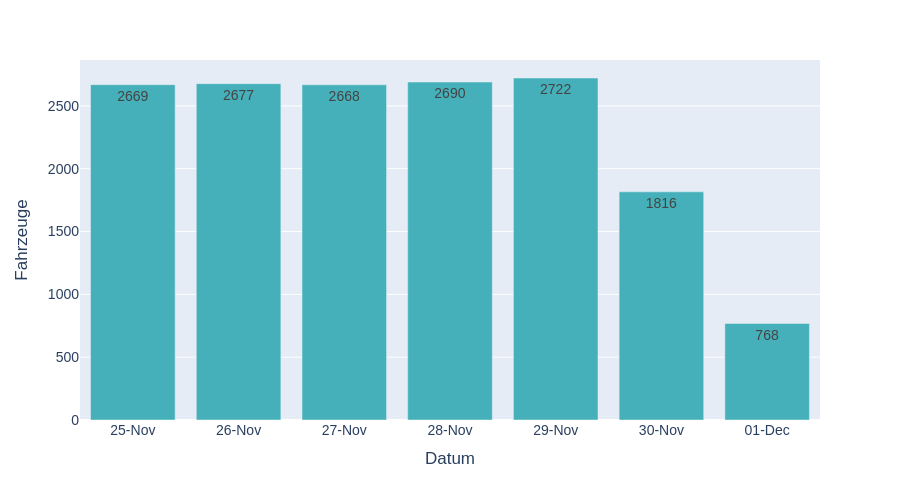 2669
2677
2668
2690
2722
1816
768
2500
2000
1500
1000
500
0
Fahrzeuge
25-Nov
26-Nov
27-Nov
28-Nov
29-Nov
30-Nov
01-Dec
Datum